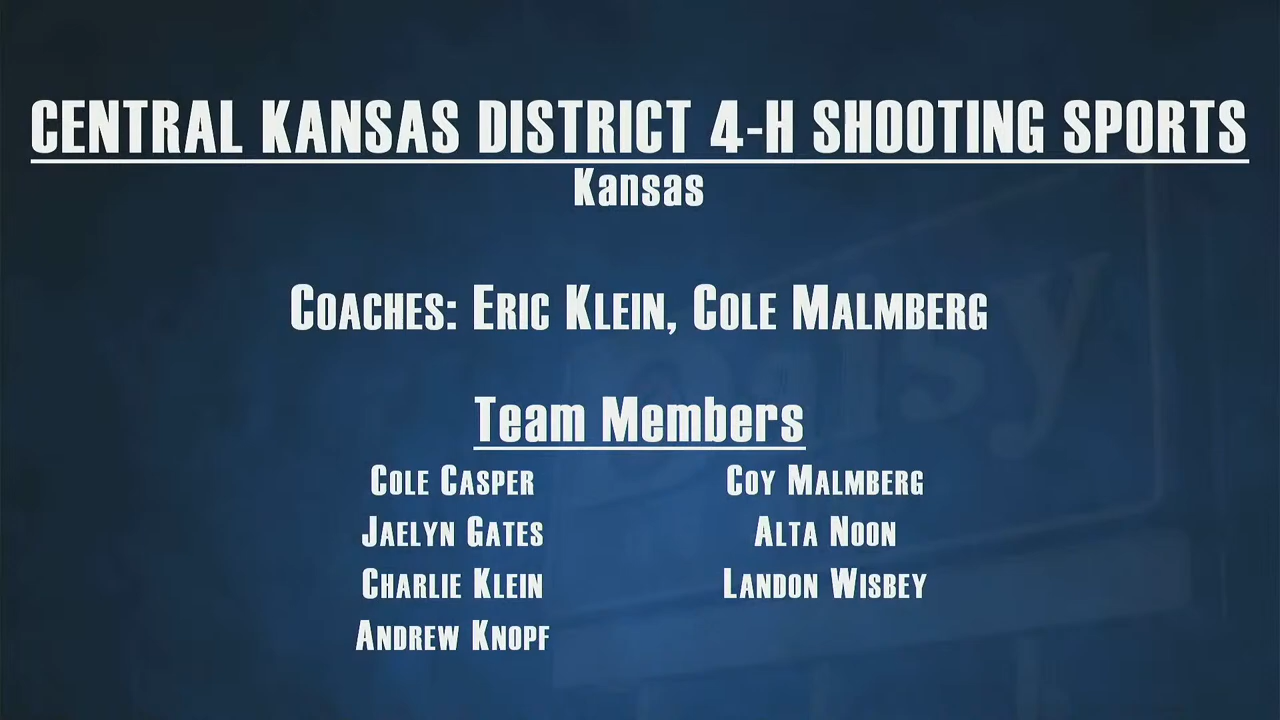 CENTRAL KANSAS DISTRICT 4-H SHOOTING SPORTS
Kansas
COACHES: ERIC KLEIN, COLE MALMBERG
Team Members
COLE CASPER
JAELYN GATES
CHARLIE KLEIN
ANDREW KNOPF
COY MALMBERG
ALTA NOON
LANDON WISBEY
Daisy